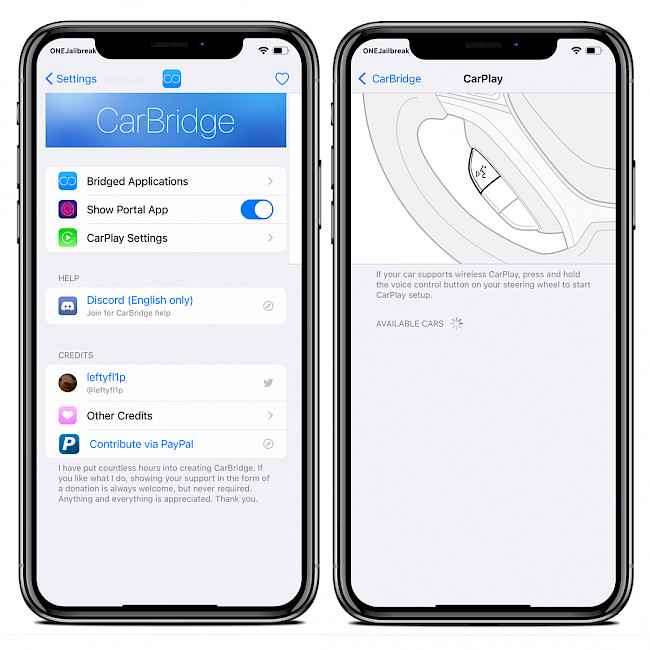 ONEJailbreak
Settings
CarBridge
Bridged Applications
Show Portal App
CarPlay Settings
HELP
Discord (English only)
Join for CarBridge help
CREDITS
leftyfl1p
@leftyfl1p
Other Credits
Contribute via PayPal
I have put countless hours into creating CarBridge. If
you like what I do, showing your support in the form of
a donation is always welcome, but never required.
Anything and everything is appreciated. Thank you.
ONEJailbreak
CarBridge
CarPlay
If your car supports wireless CarPlay, press and hold
the voice control button on your steering wheel to start
CarPlay setup.
AVAILABLE CARS